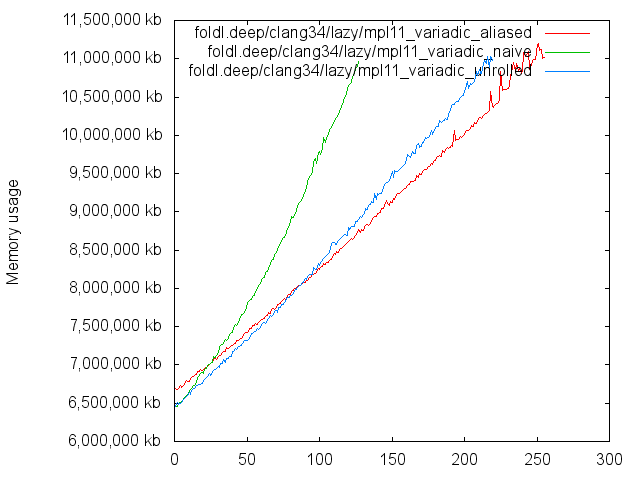 11,500,000 kb
foldl.deep/clang34/lazy/mpl11_variadic_aliased
11,000,000 kb
foldl.deep/clang34/lazy/mpl11_variadic_naive
foldl.deep/clang34/lazy/mpl11_variadic_unrolled
10,500,000 kb
10,000,000 kb
9,500,000 kb
9,000,000 kb
Memory usage
8,500,000 kb
8,000,000 kb
7,500,000 kb
7,000,000 kb
6,500,000 kb
6,000,000 kb
0 50 100 150 200 250 300